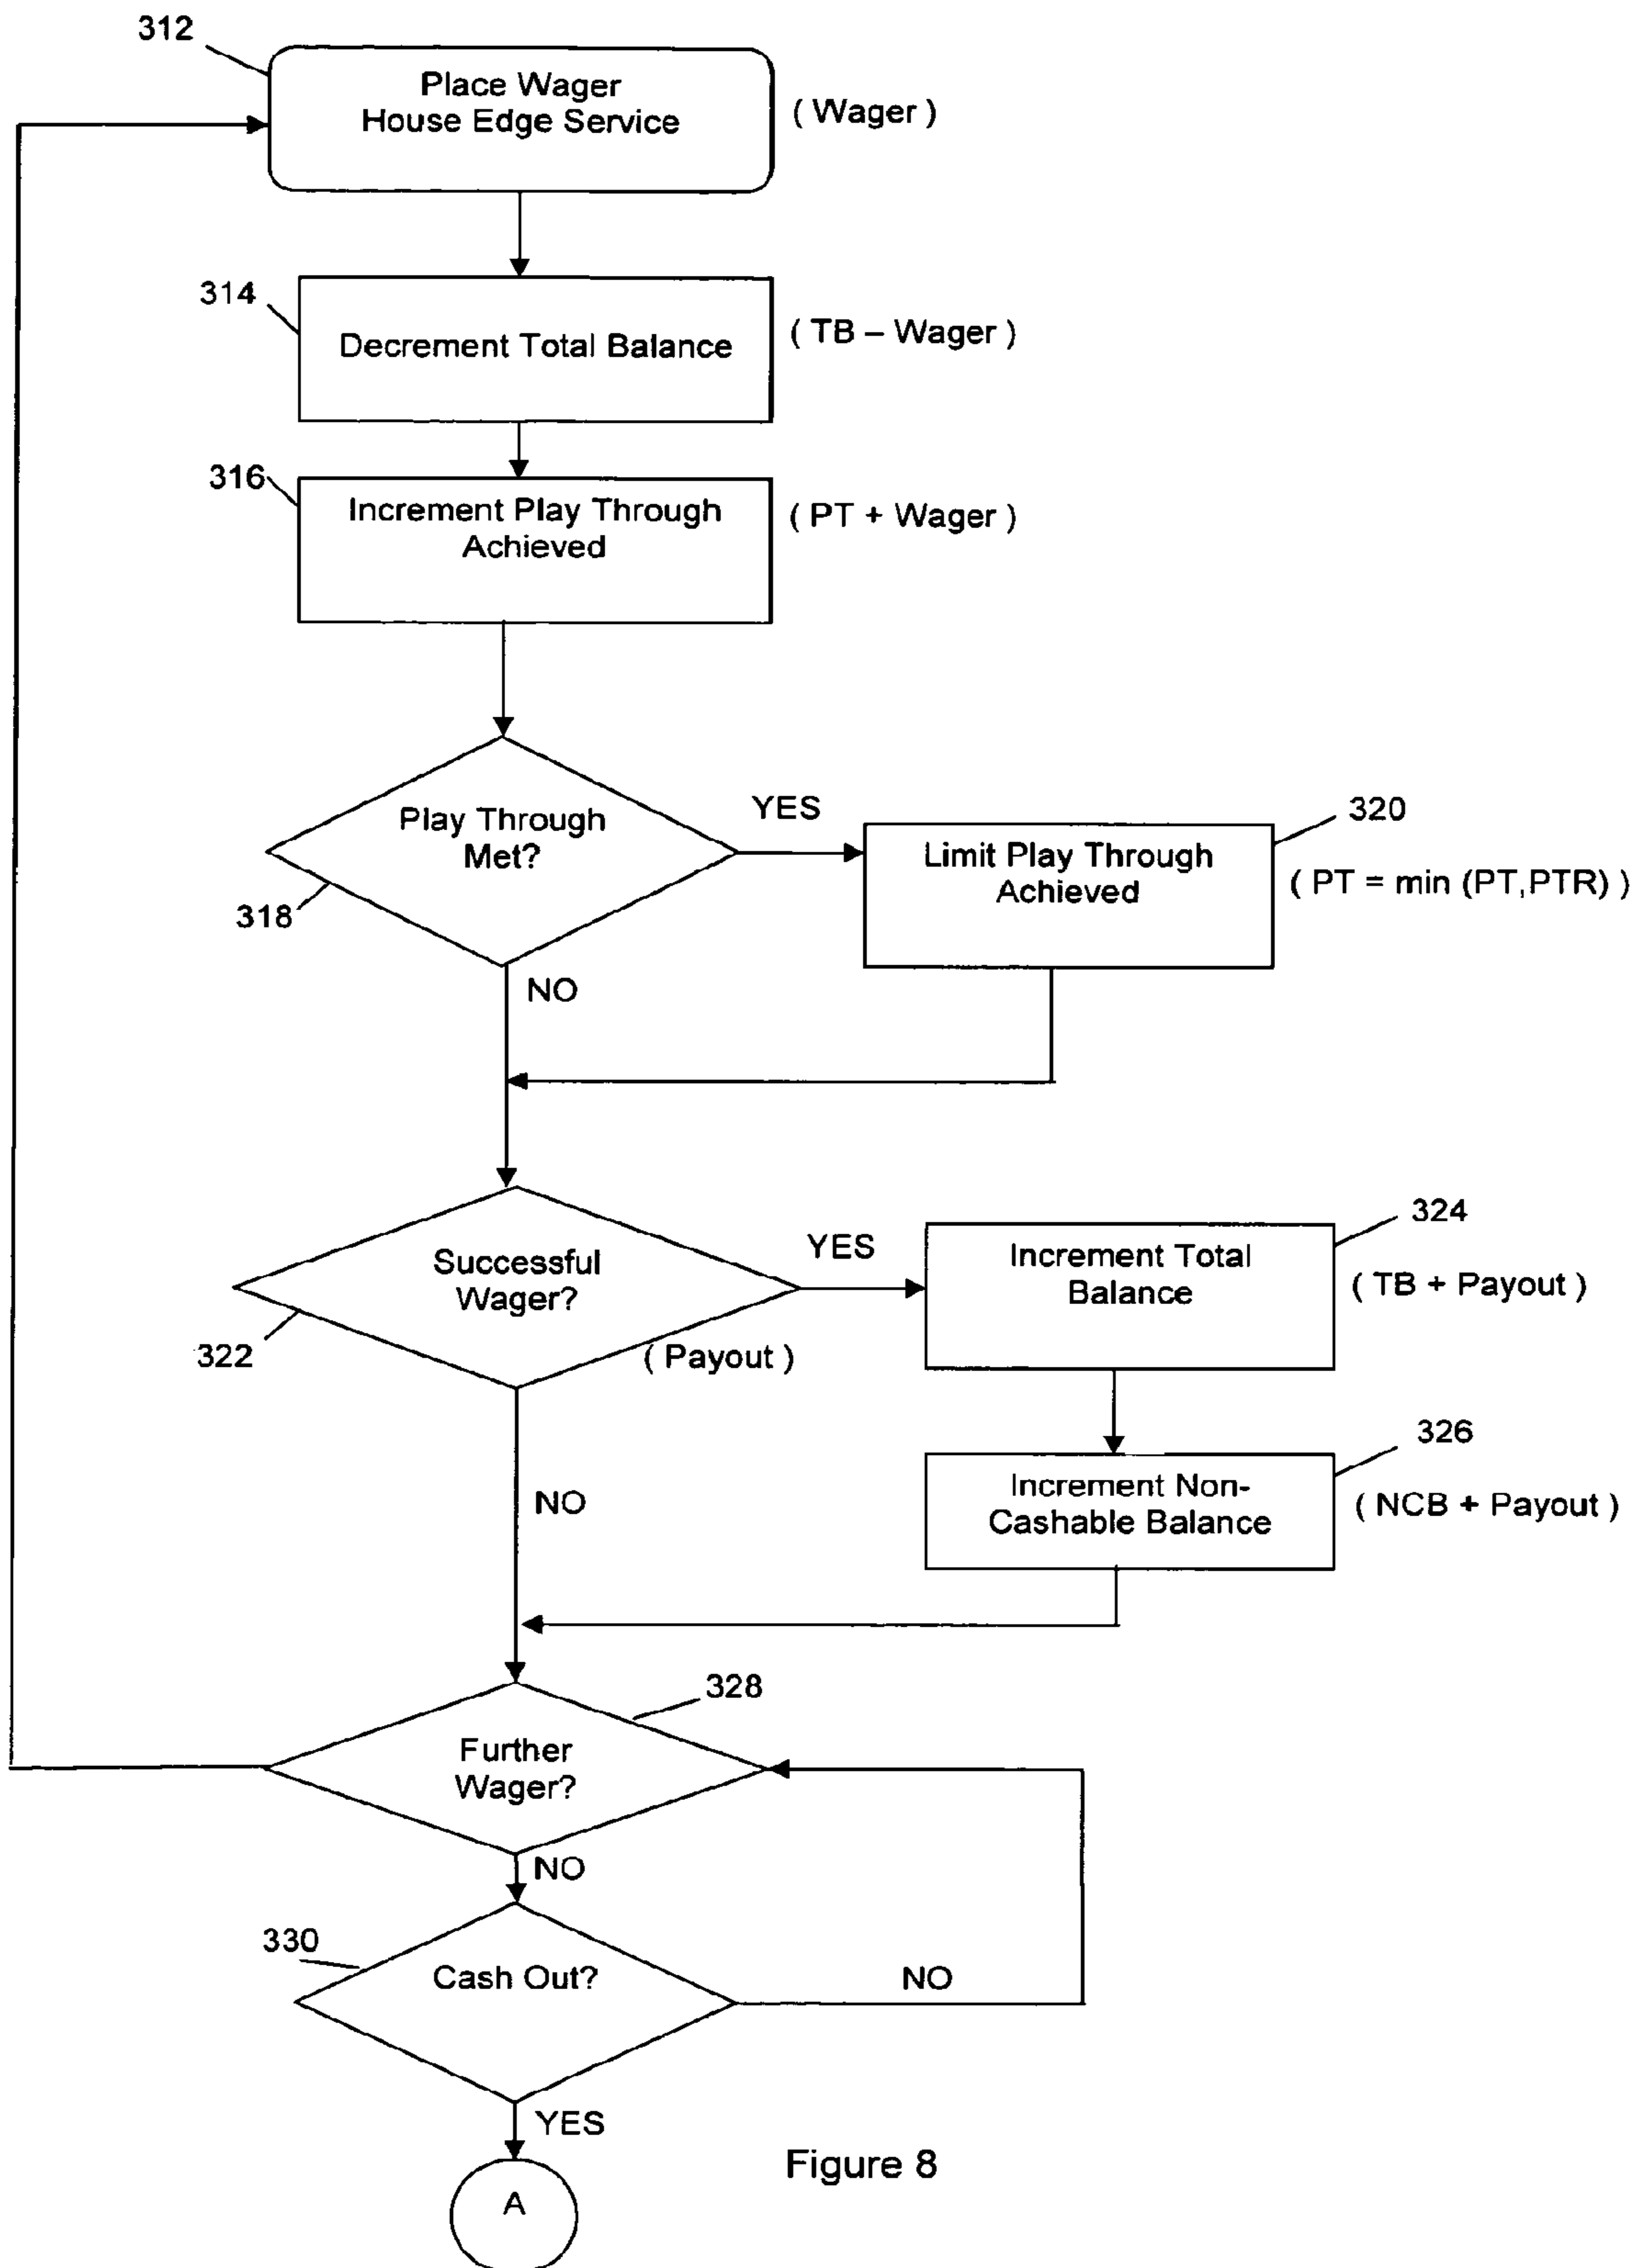 312
Place Wager
House Edge Service
( Wager )
314
Decrement Total Balance
( TB – Wager )
316
Increment Play Through
Achieved
( PT + Wager )
Play Through
Met?
318
YES
320
Limit Play Through
Achieved
( PT = min (PT,PTR) )
NO
Successful
Wager?
322
( Payout )
YES
324
Increment Total
Balance
( TB + Payout )
326
Increment Non-
Cashable Balance
( NCB + Payout )
NO
328
Further
Wager?
NO
330
Cash Out?
NO
YES
A
Figure 8